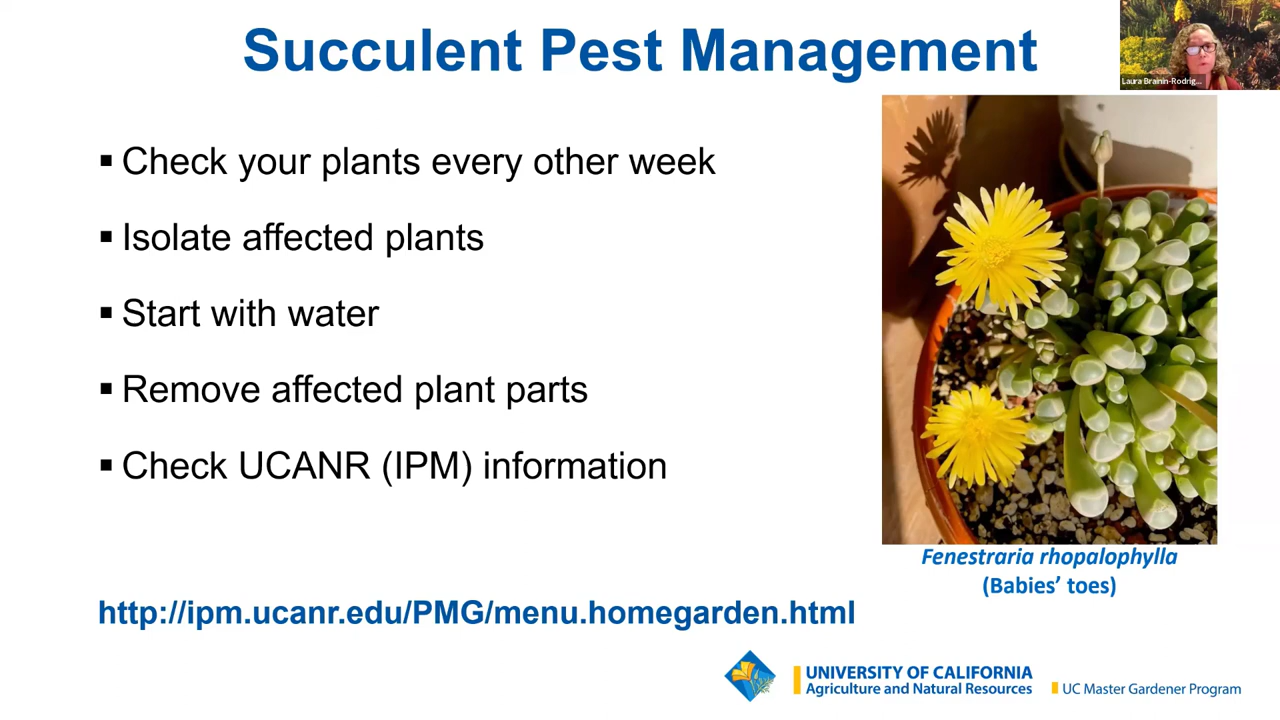 Succulent Pest Management
Laura Brainin-Rodrig...
▪ Check your plants every other week
▪ Isolate affected plants
▪ Start with water
▪ Remove affected plant parts
▪ Check UCANR (IPM) information
Fenestraria rhopalophylla
(Babies’ toes)
http://ipm.ucanr.edu/PMG/menu.homegarden.html
UNIVERSITY OF CALIFORNIA
Agriculture and Natural Resources
UC Master Gardener Program